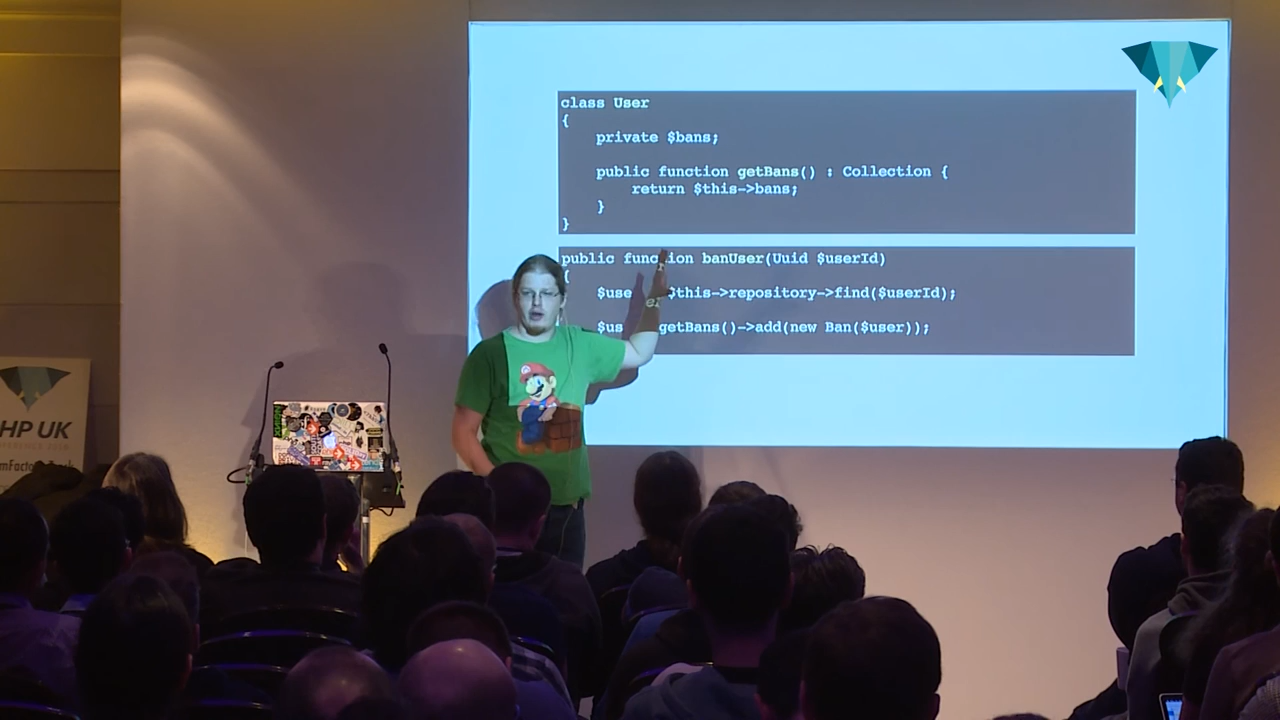 class User
{
private $bans;
public function getBans() : Collection {
return $this->bans;
}
}
public function banUser(Uuid $userId)
{
$this->repository->find($userId);
getBans()->add(new Ban($user));
HP UK